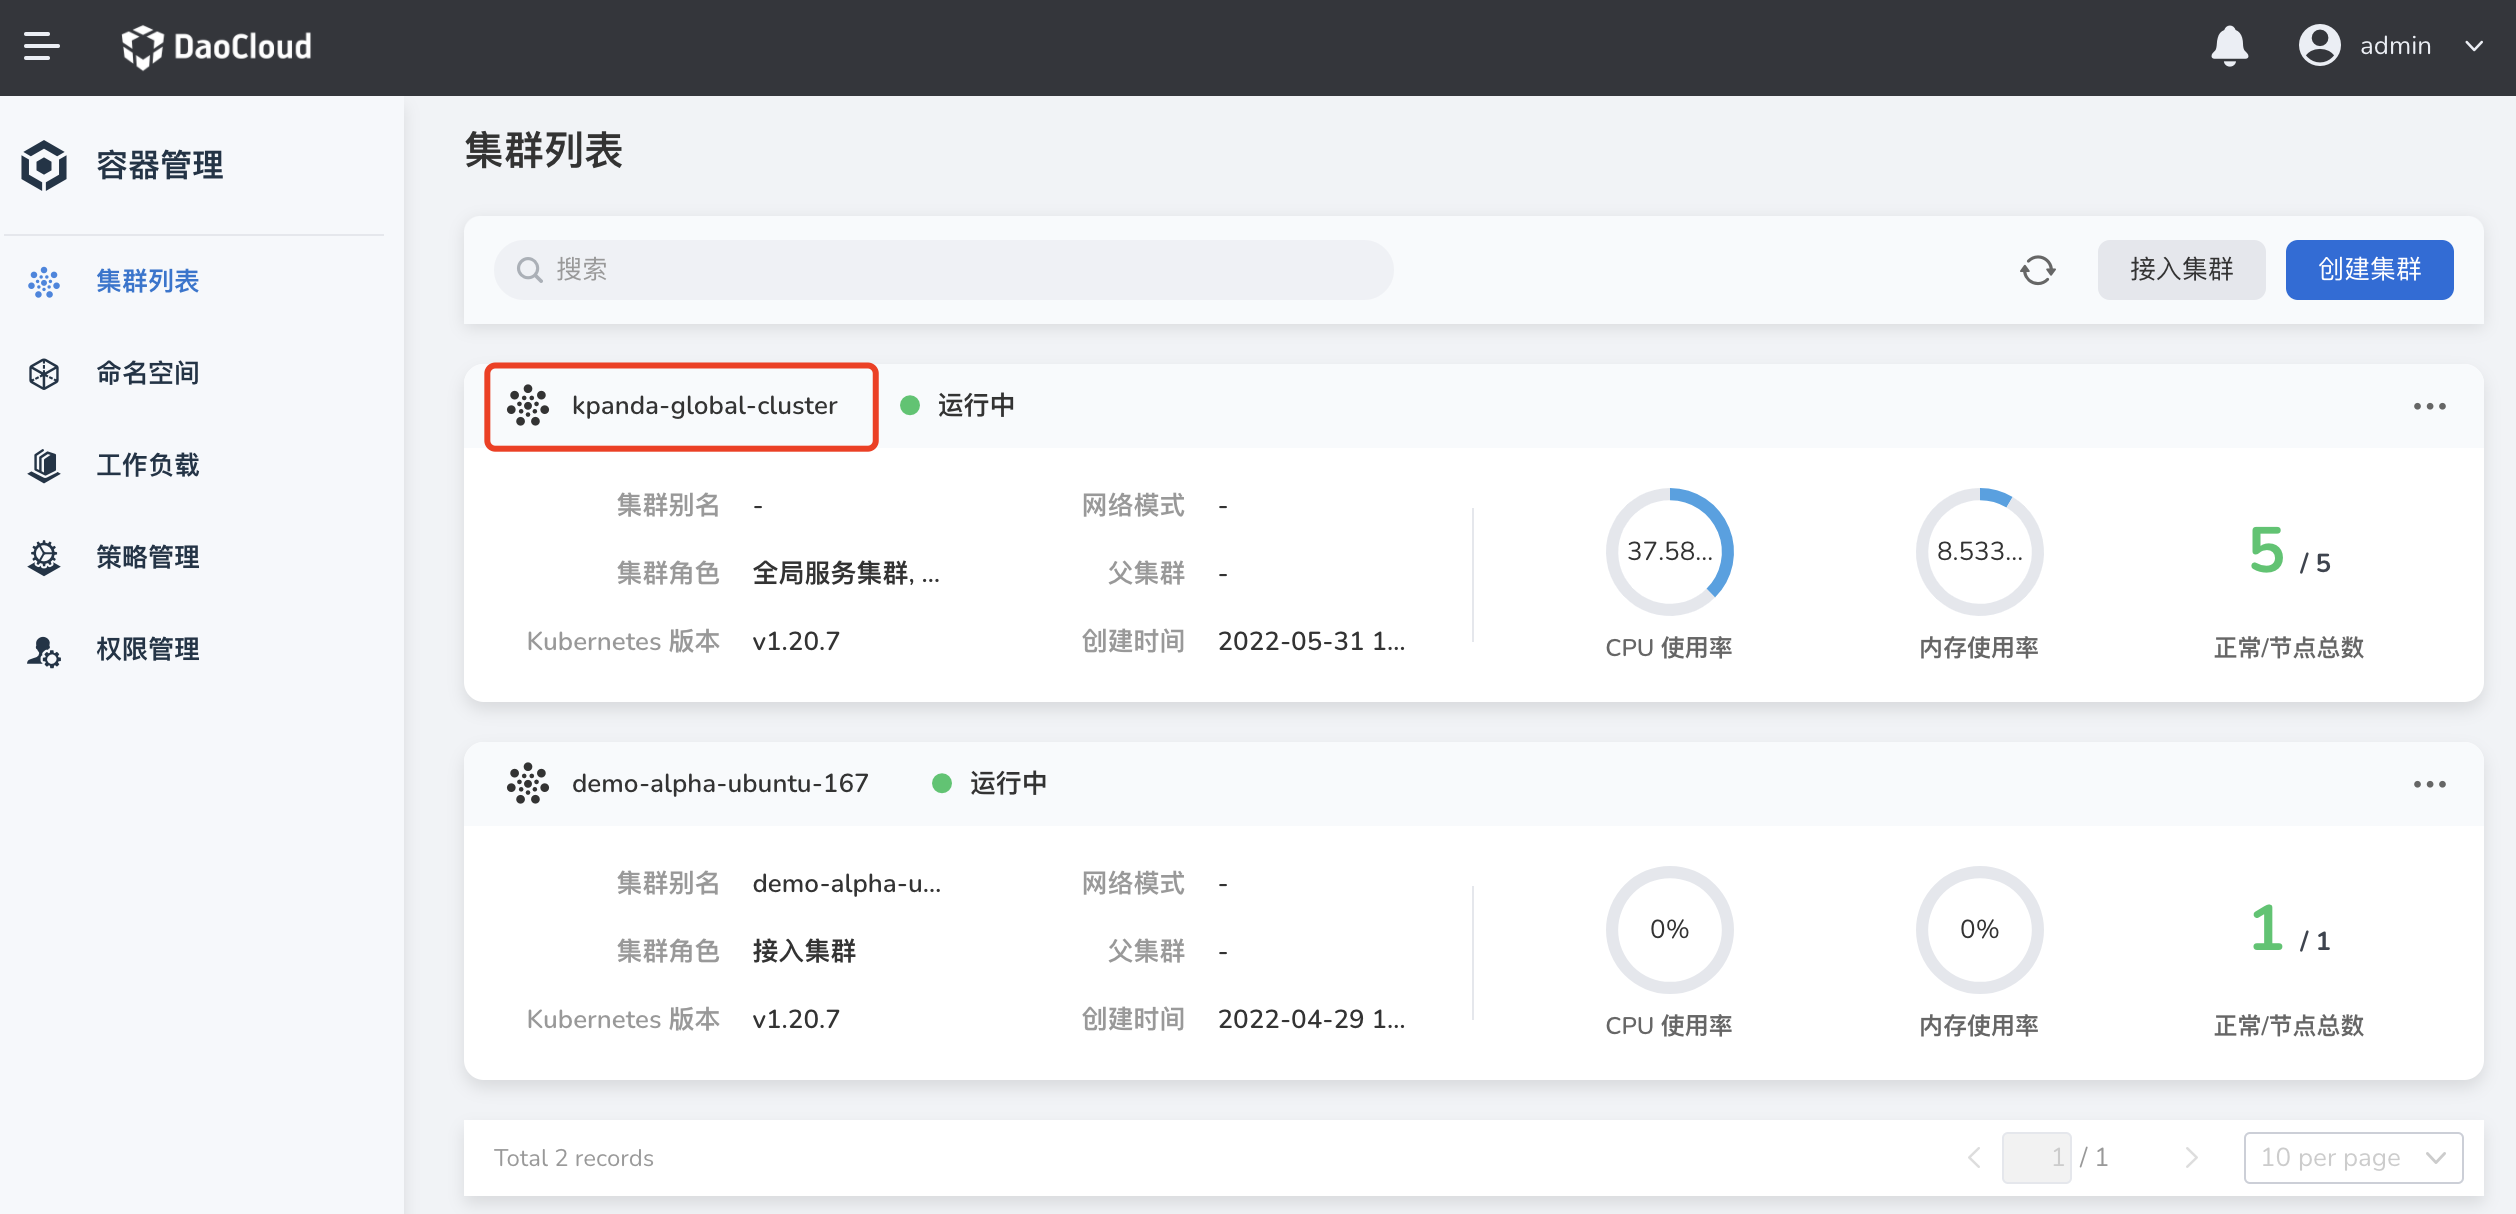 DaoCloud
admin
容器管理
集群列表
命名空间
工作负载
策略管理
权限管理
集群列表
搜索
接入集群
创建集群
kpanda-global-cluster
运行中
集群别名 -
网络模式 -
集群角色 全局服务集群, ...
父集群 -
Kubernetes 版本 v1.20.7
创建时间 2022-05-31 1...
37.58...
CPU 使用率
8.533...
内存使用率
5 / 5
正常/节点总数
demo-alpha-ubuntu-167
运行中
集群别名 demo-alpha-u...
网络模式 -
集群角色 接入集群
父集群 -
Kubernetes 版本 v1.20.7
创建时间 2022-04-29 1...
0%
CPU 使用率
0%
内存使用率
1 / 1
正常/节点总数
Total 2 records
1 / 1
10 per page